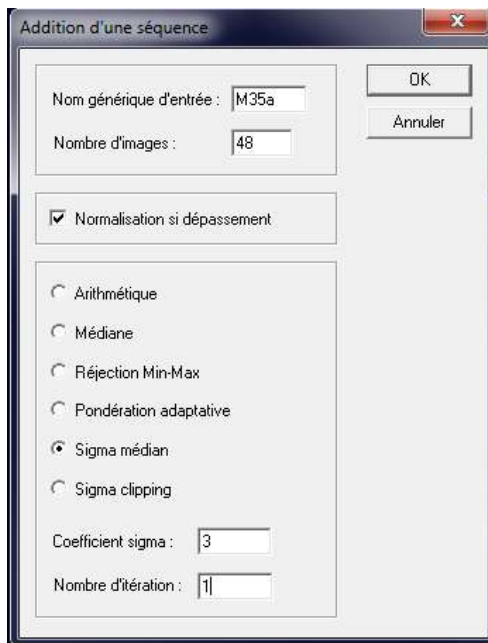 Addition d'une séquence
Nom générique d'entrée : M35a
Nombre d'images : 48
OK
Annuler
Normalisation si dépassement
Arithmétique
Médiane
Réjection Min-Max
Pondération adaptative
Sigma médian
Sigma clipping
Coefficient sigma : 3
Nombre d'itération : 1